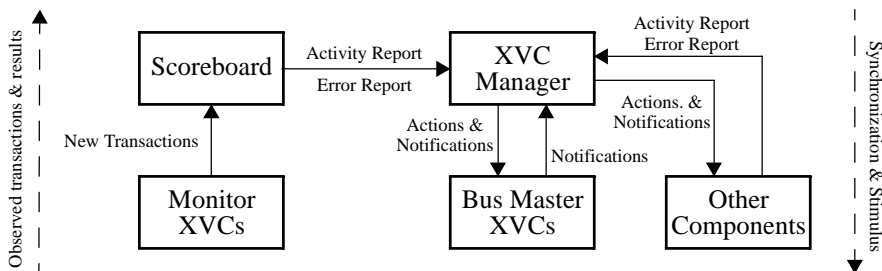 Observed transactions & results
Scoreboard
Activity Report
Error Report
XVC
Manager
Activity Report
Error Report
Synchronization & Stimulus
New Transactions
Actions &
Notifications
Notifications
Actions. &
Notifications
Monitor
XVCs
Bus Master
XVCs
Other
Components